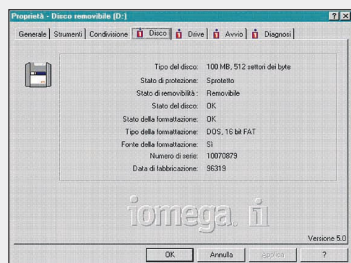 Proprietà - Disco removibile (D:)
Generale Strumenti Condivisione Disco Drive Avvio Diagnosi
Tipo del disco: 100 MB, 512 settori dei byte
Stato di protezione: Sprotetto
Stato di removibilità: Removibile
Stato del disco: OK
Stato della formattazione: OK
Tipo della formattazione: DOS, 16 bit FAT
Fonte della formattazione: Sì
Numero di serie: 10070879
Data di fabbricazione: 96319
iomega
Versione 5.0
OK Annulla Applica ?